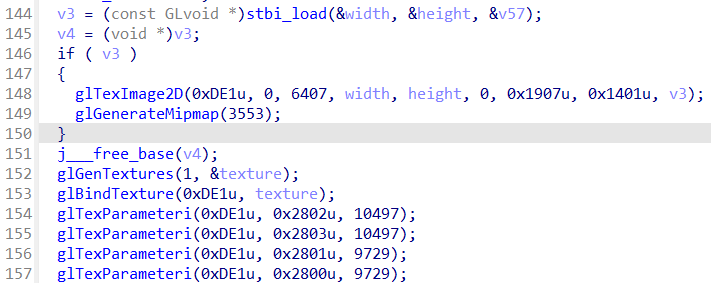 144 v3 = (const GLvoid *)stbi_load(&width, &height, &v57);
145 v4 = (void *)v3;
146 if ( v3 )
147 {
148 glTexImage2D(0xDE1u, 0, 6407, width, height, 0, 0x1907u, 0x1401u, v3);
149 glGenerateMipmap(3553);
150 }
151 j___free_base(v4);
152 glGenTextures(1, &texture);
153 glBindTexture(0xDE1u, texture);
154 glTexParameteri(0xDE1u, 0x2802u, 10497);
155 glTexParameteri(0xDE1u, 0x2803u, 10497);
156 glTexParameteri(0xDE1u, 0x2801u, 9729);
157 glTexParameteri(0xDE1u, 0x2800u, 9729);